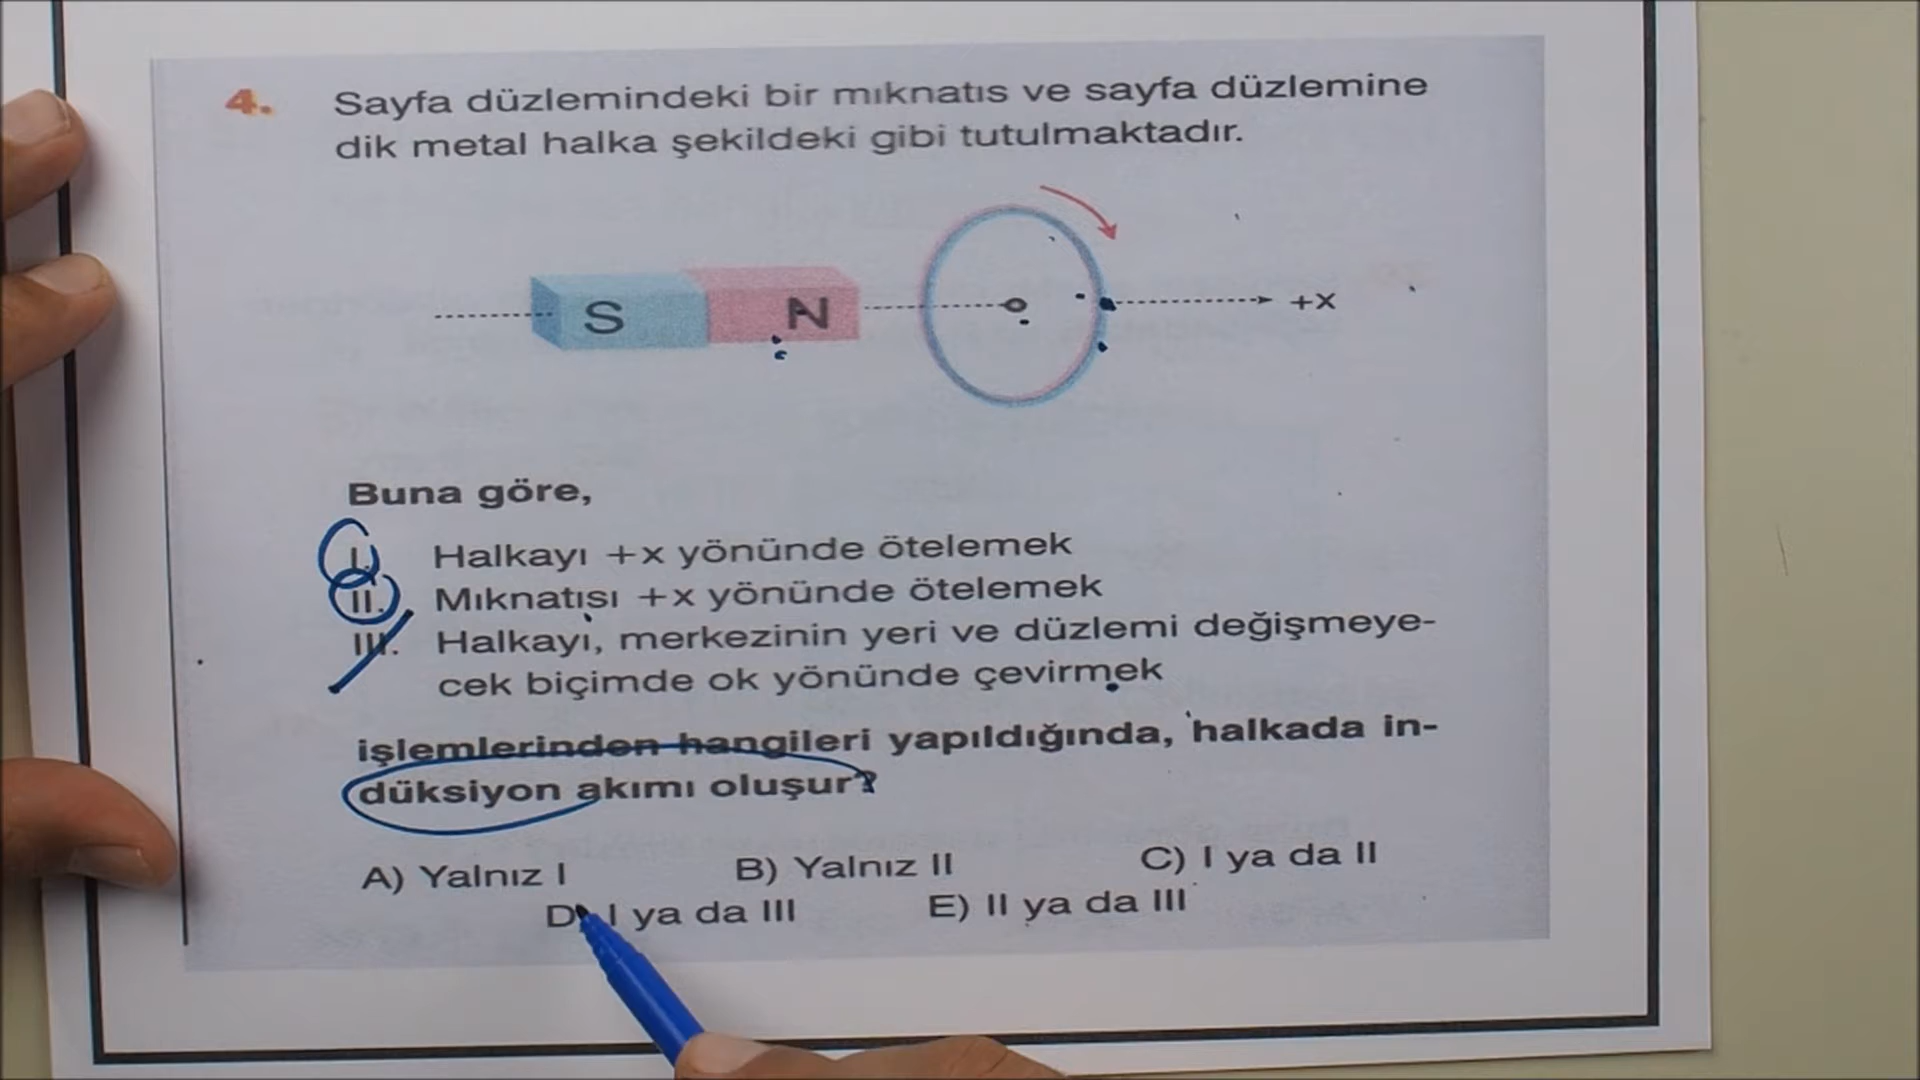 4. Sayfa düzlemindeki bir mıknatıs ve sayfa düzlemine
dik metal halka şekildeki gibi tutulmaktadır.
S N +x
Buna göre,
I. Halkayı +x yönünde ötelemek
II. Mıknatısı +x yönünde ötelemek
III. Halkayı, merkezinin yeri ve düzlemi değişmeye-
cek biçimde ok yönünde çevirmek
işlemlerinden hangileri yapıldığında, halkada in-
düksiyon akımı oluşur?
A) Yalnız I B) Yalnız II C) I ya da II
D) I ya da III E) II ya da III